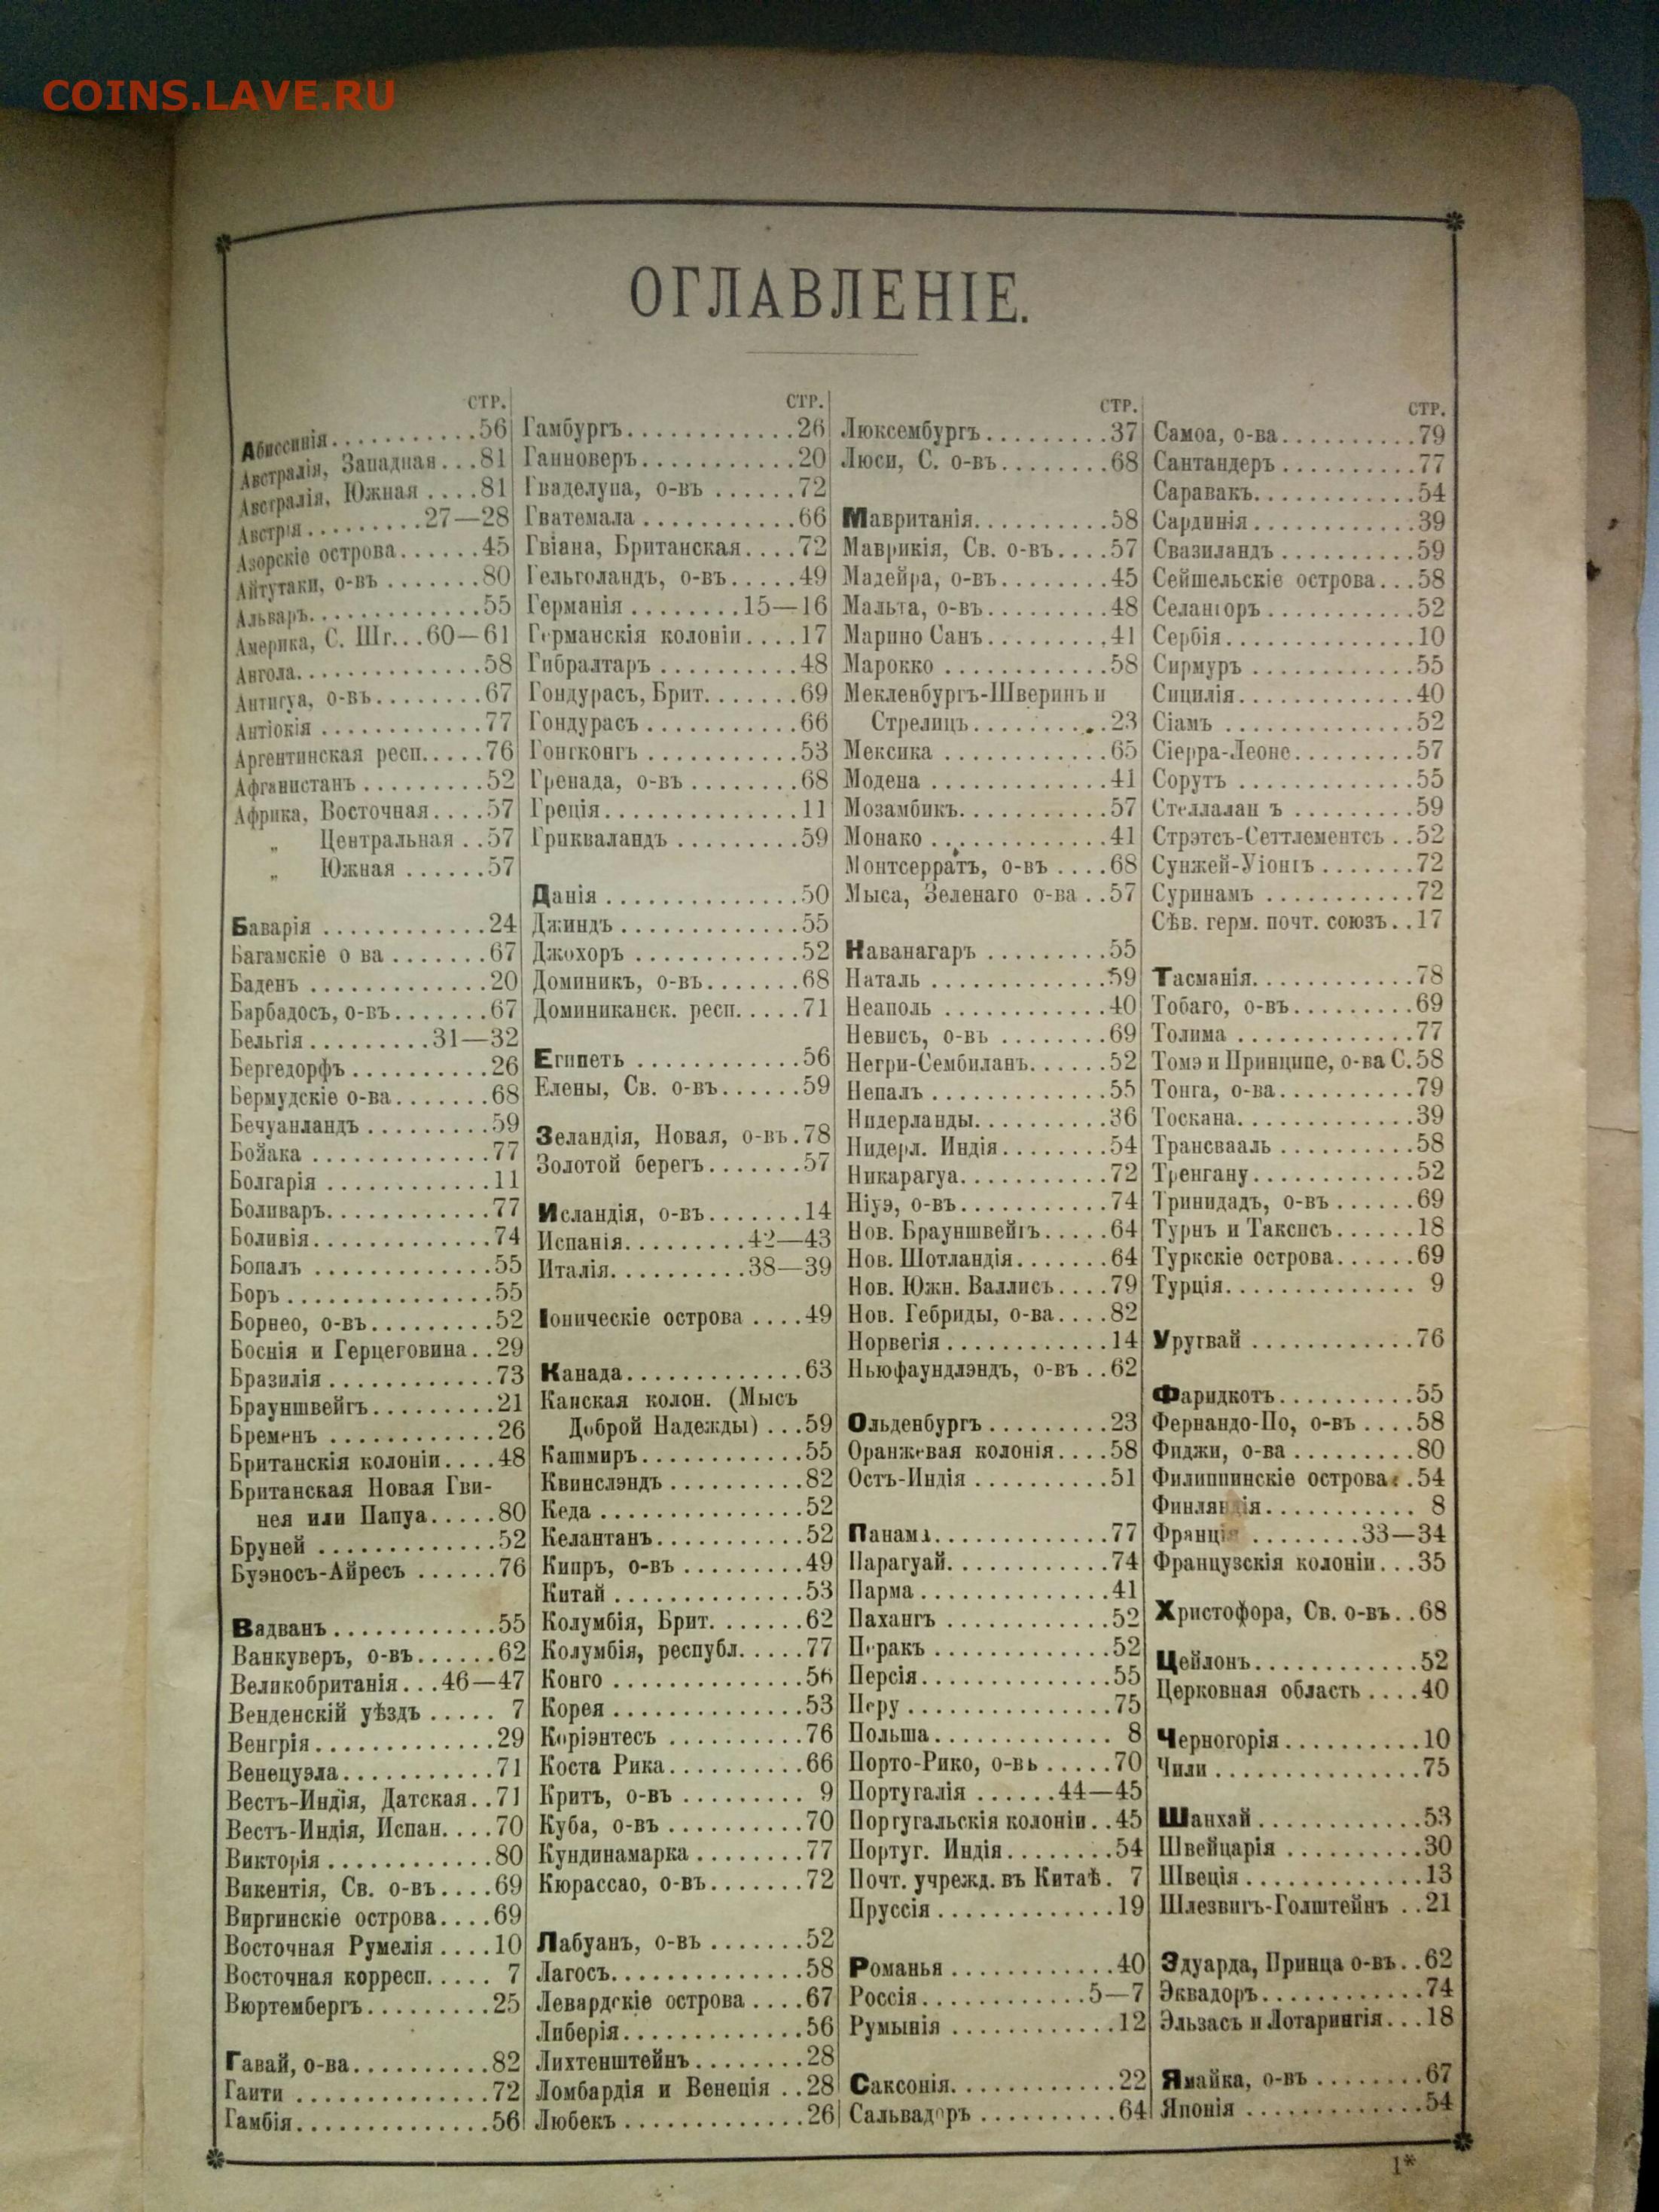 COINS.LAVE.RU
ОГЛАВЛЕНІЕ.
СТР.
Абиссинія...........56
Австралія, Западная...81
Австралія, Южная....81
Австрія.........27—28
Азорскіе острова......45
Айтутаки, о-въ.......80
Альваръ............55
Америка, С. Шт...60—61
Ангола.............58
Антигуа, о-въ........67
Антіокія...........77
Аргентинская респ.....76
Афганистанъ.........52
Африка, Восточная....57
„ Центральная..57
„ Южная......57
Баварія............24
Багамскіе о ва.......67
Баденъ.............20
Барбадосъ, о-въ.......67
Бельгія.........31—32
Бергедорфъ..........26
Бермудскіе о-ва.......68
Бечуанландъ.........59
Бойака.............77
Болгарія............11
Боливаръ............77
Боливія.............74
Бопалъ.............55
Боръ...............55
Борнео, о-въ.........52
Боснія и Герцеговина..29
Бразилія............73
Брауншвейгъ.........21
Бременъ............26
Британскія колоніи....48
Британская Новая Гви-
нея или Папуа.....80
Бруней.............52
Буэносъ-Айресъ......76
Вадванъ............55
Ванкуверъ, о-въ......62
Великобританія...46—47
Венденскій уѣздъ..... 7
Венгрія.............29
Венецуэла...........71
Вестъ-Индія, Датская..71
Вестъ-Индія, Испан....70
Викторія............80
Викентія, Св. о-въ....69
Виргинскіе острова....69
Восточная Румелія....10
Восточная корресп..... 7
Вюртембергъ.........25
Гавай, о-ва..........82
Гаити..............72
Гамбія..............56
СТР.
Гамбургъ............26
Ганноверъ...........20
Гваделупа, о-въ......72
Гватемала...........66
Гвіана, Британская....72
Гельголандъ, о-въ.....49
Германія........15—16
Германскія колоніи....17
Гибралтаръ..........48
Гондурасъ, Брит.......69
Гондурасъ...........66
Гонгконгъ...........53
Гренада, о-въ........68
Греція..............11
Грикваландъ.........59
Данія..............50
Джиндъ.............55
Джохоръ............52
Доминикъ, о-въ.......68
Доминиканск. респ.....71
Египетъ............56
Елены, Св. о-въ......59
Зеландія, Новая, о-въ.78
Золотой берегъ.......57
Исландія, о-въ.......14
Испанія.........42—43
Италія..........38—39
Іоническіе острова....49
Канада.............63
Капская колон. (Мысъ
Доброй Надежды)...59
Кашмиръ............55
Квинслэндъ..........82
Кеда...............52
Келантанъ...........52
Кипръ, о-въ.........49
Китай..............53
Колумбія, Брит.......62
Колумбія, республ.....77
Конго..............56
Корея..............53
Коріэнтесъ..........76
Коста Рика..........66
Критъ, о-въ......... 9
Куба, о-въ..........70
Кундинамарка........77
Кюрассао, о-въ.......72
Лабуанъ, о-въ.......52
Лагосъ..............58
Левардскіе острова....67
Либерія.............56
Лихтенштейнъ........28
Ломбардія и Венеція..28
Любекъ.............26
СТР.
Люксембургъ.........37
Люси, С. о-въ.......68
Мавританія..........58
Маврикія, Св. о-въ....57
Мадейра, о-въ........45
Мальта, о-въ.........48
Марино Санъ.........41
Марокко............58
Мекленбургъ-Шверинъ и
Стрелицъ..........23
Мексика............65
Модена.............41
Мозамбикъ...........57
Монако.............41
Монтсерратъ, о-въ....68
Мыса, Зеленаго о-ва..57
Наванагаръ.........55
Наталь.............59
Неаполь............40
Невисъ, о-въ........69
Негри-Сембиланъ......52
Непалъ.............55
Нидерланды..........36
Нидерл. Индія........54
Никарагуа...........72
Ніуэ, о-въ...........74
Нов. Брауншвейгъ.....64
Нов. Шотландія.......64
Нов. Южн. Валлисъ....79
Нов. Гебриды, о-ва....82
Норвегія............14
Ньюфаундлэндъ, о-въ..62
Ольденбургъ.........23
Оранжевая колонія....58
Остъ-Индія..........51
Панама.............77
Парагуай............74
Парма..............41
Пахангъ............52
Перакъ.............52
Персія..............55
Перу...............75
Польша............. 8
Порто-Рико, о-въ.....70
Португалія......44—45
Португальскія колоніи..45
Португ. Индія........54
Почт. учрежд. въ Китаѣ. 7
Пруссія.............19
Романья............40
Россія............5—7
Румынія............12
Саксонія............22
Сальвадоръ..........64
СТР.
Самоа, о-ва..........79
Сантандеръ..........77
Саравакъ............54
Сардинія............39
Свазиландъ..........59
Сейшельскіе острова...58
Селангоръ...........52
Сербія..............10
Сирмуръ............55
Сицилія.............40
Сіамъ..............52
Сіерра-Леоне.........57
Сорутъ.............55
Стеллалан ъ.........59
Стрэтсъ-Сеттлементсъ..52
Сунжей-Уіонгъ.......72
Суринамъ...........72
Сѣв. герм. почт. союзъ..17
Тасманія............78
Тобаго, о-въ.........69
Толима.............77
Томэ и Принципе, о-ва С.58
Тонга, о-ва..........79
Тоскана.............39
Трансвааль..........58
Тренгану............52
Тринидадъ, о-въ......69
Турнъ и Таксисъ......18
Туркскіе острова......69
Турція.............. 9
Уругвай............76
Фаридкотъ..........55
Фернандо-По, о-въ....58
Фиджи, о-ва.........80
Филиппинскіе острова..54
Финляндія........... 8
Франція........33—34
Французскія колоніи...35
Христофора, Св. о-въ..68
Цейлонъ............52
Церковная область....40
Черногорія..........10
Чили...............75
Шанхай............53
Швейцарія..........30
Швеція.............13
Шлезвигъ-Голштейнъ..21
Эдуарда, Принца о-въ..62
Эквадоръ............74
Эльзасъ и Лотарингія...18
Ямайка, о-въ........67
Японія.............54
1*